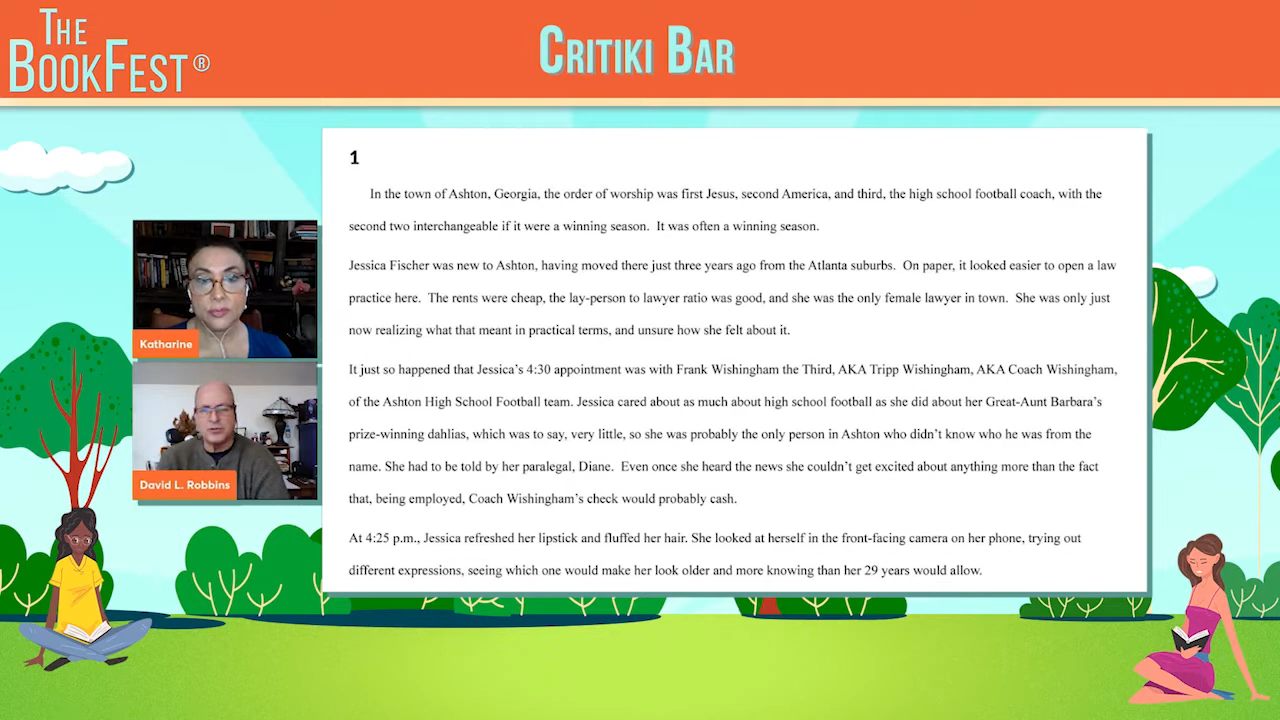 THE
BOOKFEST®
CRITIKI BAR
1
In the town of Ashton, Georgia, the order of worship was first Jesus, second America, and third, the high school football coach, with the
second two interchangeable if it were a winning season.  It was often a winning season.
Jessica Fischer was new to Ashton, having moved there just three years ago from the Atlanta suburbs.  On paper, it looked easier to open a law
practice here.  The rents were cheap, the lay-person to lawyer ratio was good, and she was the only female lawyer in town.  She was only just
now realizing what that meant in practical terms, and unsure how she felt about it.
It just so happened that Jessica's 4:30 appointment was with Frank Wishingham the Third, AKA Tripp Wishingham, AKA Coach Wishingham,
of the Ashton High School Football team. Jessica cared about as much about high school football as she did about her Great-Aunt Barbara's
prize-winning dahlias, which was to say, very little, so she was probably the only person in Ashton who didn't know who he was from the
name. She had to be told by her paralegal, Diane.  Even once she heard the news she couldn't get excited about anything more than the fact
that, being employed, Coach Wishingham's check would probably cash.
At 4:25 p.m., Jessica refreshed her lipstick and fluffed her hair. She looked at herself in the front-facing camera on her phone, trying out
different expressions, seeing which one would make her look older and more knowing than her 29 years would allow.
Katharine
David L. Robbins